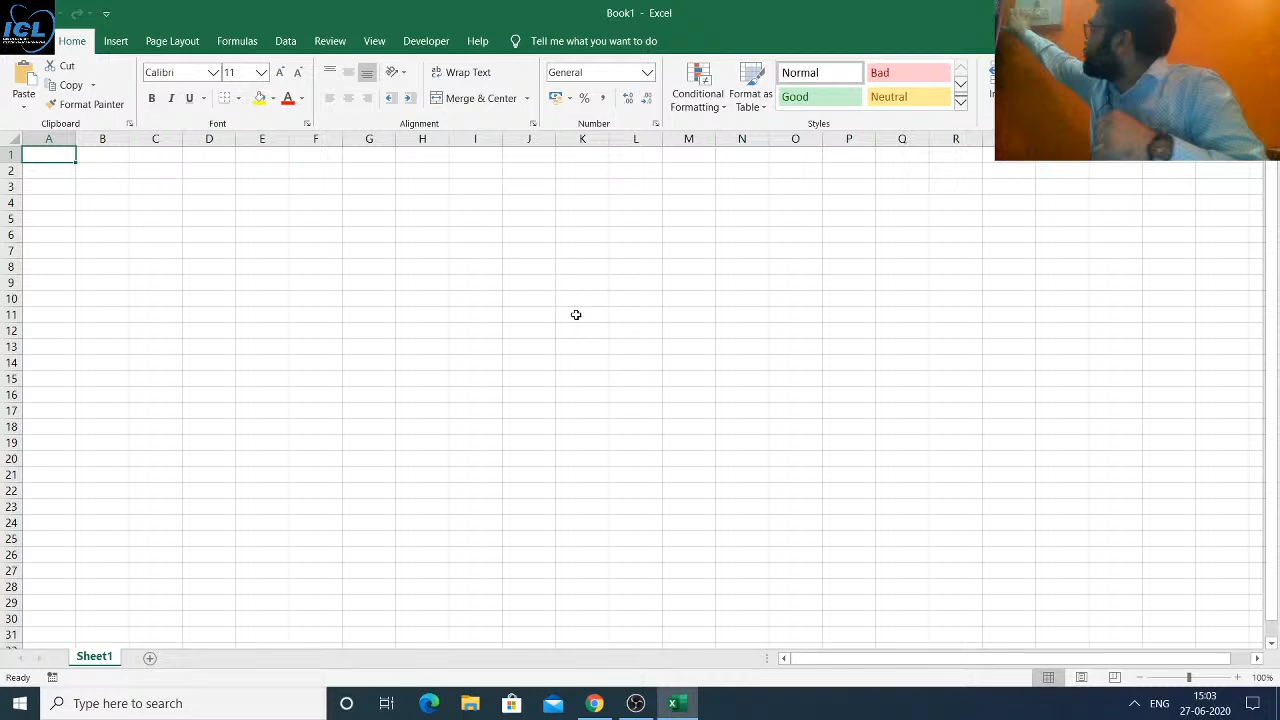 Book1 - Excel
ICL
Home Insert Page Layout Formulas Data Review View Developer Help Tell me what you want to do
Paste
Cut
Copy
Format Painter
Clipboard
Calibri 11
B U A
Font
Wrap Text
Merge & Center
Alignment
General
%
Number
Conditional
Formatting
Format as
Table
Normal Bad
Good Neutral
Styles
A B C D E F G H I J K L M N O P Q R
1
2
3
4
5
6
7
8
9
10
11
12
13
14
15
16
17
18
19
20
21
22
23
24
25
26
27
28
29
30
31
Sheet1
Ready
100%
Type here to search
ENG
15:03
27-06-2020